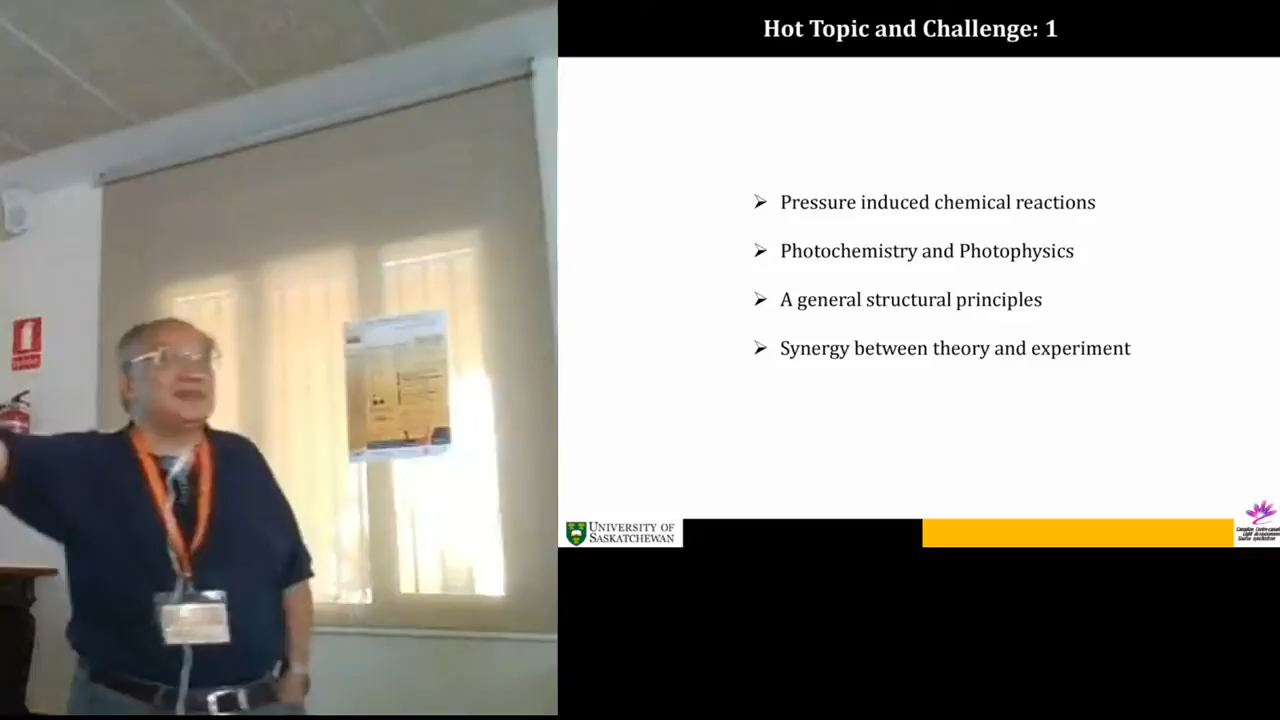 Hot Topic and Challenge: 1
➢ Pressure induced chemical reactions
➢ Photochemistry and Photophysics
➢ A general structural principles
➢ Synergy between theory and experiment
UNIVERSITY OF
SASKATCHEWAN